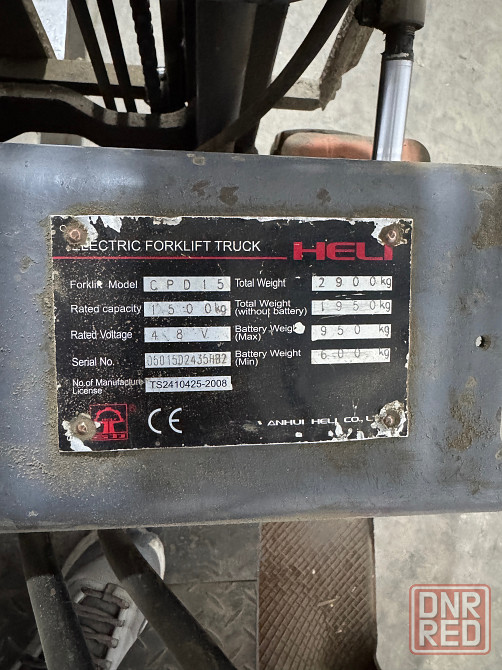 ELECTRIC FORKLIFT TRUCK HELI
Forklift Model CPD15 Total Weight 2900kg
Rated capacity 1500kg Total Weight (without battery) 1950kg
Rated Voltage 48V Battery Weight (Max) 950kg
Serial No. 05015D2435HB2 Battery Weight (Min) 600kg
No.of Manufacture License TS2410425-2008
CE
ANHUI HELI CO., L
DNR
RED